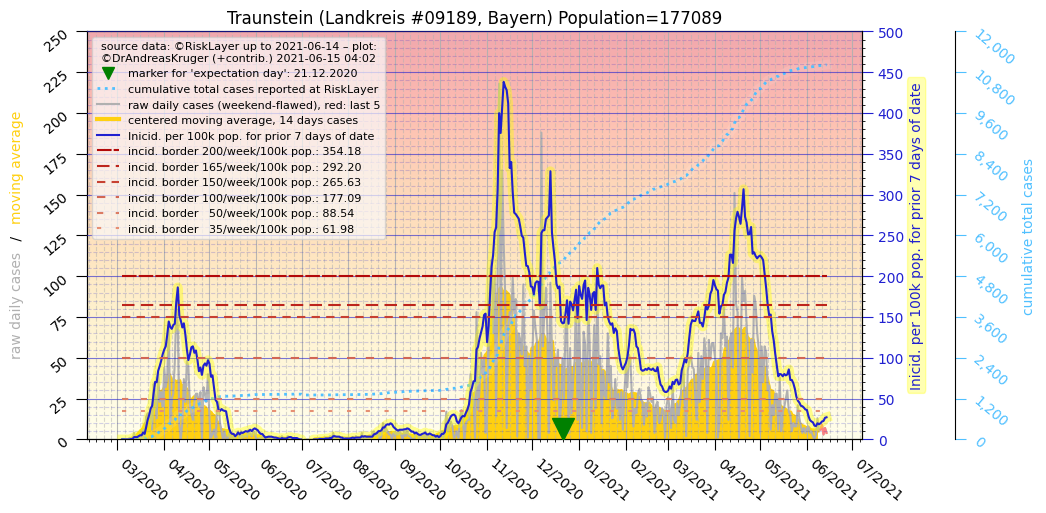 Traunstein (Landkreis #09189, Bayern) Population=177089
source data: ©RiskLayer up to 2021-06-14 – plot:
©DrAndreasKruger (+contrib.) 2021-06-15 04:02
marker for 'expectation day': 21.12.2020
cumulative total cases reported at RiskLayer
raw daily cases (weekend-flawed), red: last 5
centered moving average, 14 days cases
Inicid. per 100k pop. for prior 7 days of date
incid. border 200/week/100k pop.: 354.18
incid. border 165/week/100k pop.: 292.20
incid. border 150/week/100k pop.: 265.63
incid. border 100/week/100k pop.: 177.09
incid. border   50/week/100k pop.: 88.54
incid. border   35/week/100k pop.: 61.98
raw daily cases / moving average
250
225
200
175
150
125
100
75
50
25
0
500
450
400
350
300
250
200
150
100
50
0
Inicid. per 100k pop. for prior 7 days of date
12,000
10,800
9,600
8,400
7,200
6,000
4,800
3,600
2,400
1,200
0
cumulative total cases
03/2020
04/2020
05/2020
06/2020
07/2020
08/2020
09/2020
10/2020
11/2020
12/2020
01/2021
02/2021
03/2021
04/2021
05/2021
06/2021
07/2021